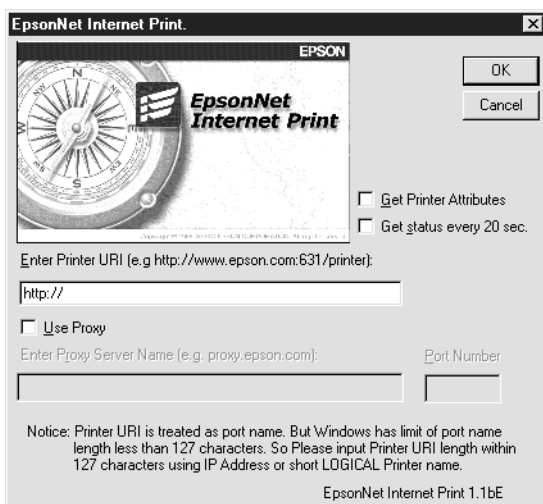 EpsonNet Internet Print.
EPSON
EpsonNet
Internet Print
OK
Cancel
Get Printer Attributes
Get status every 20 sec.
Enter Printer URI (e.g http://www.epson.com:631/printer):
http://
Use Proxy
Enter Proxy Server Name (e.g. proxy.epson.com):
Port Number
Notice: Printer URI is treated as port name. But Windows has limit of port name
length less than 127 characters. So Please input Printer URI length within
127 characters using IP Address or short LOGICAL Printer name.
EpsonNet Internet Print 1.1bE